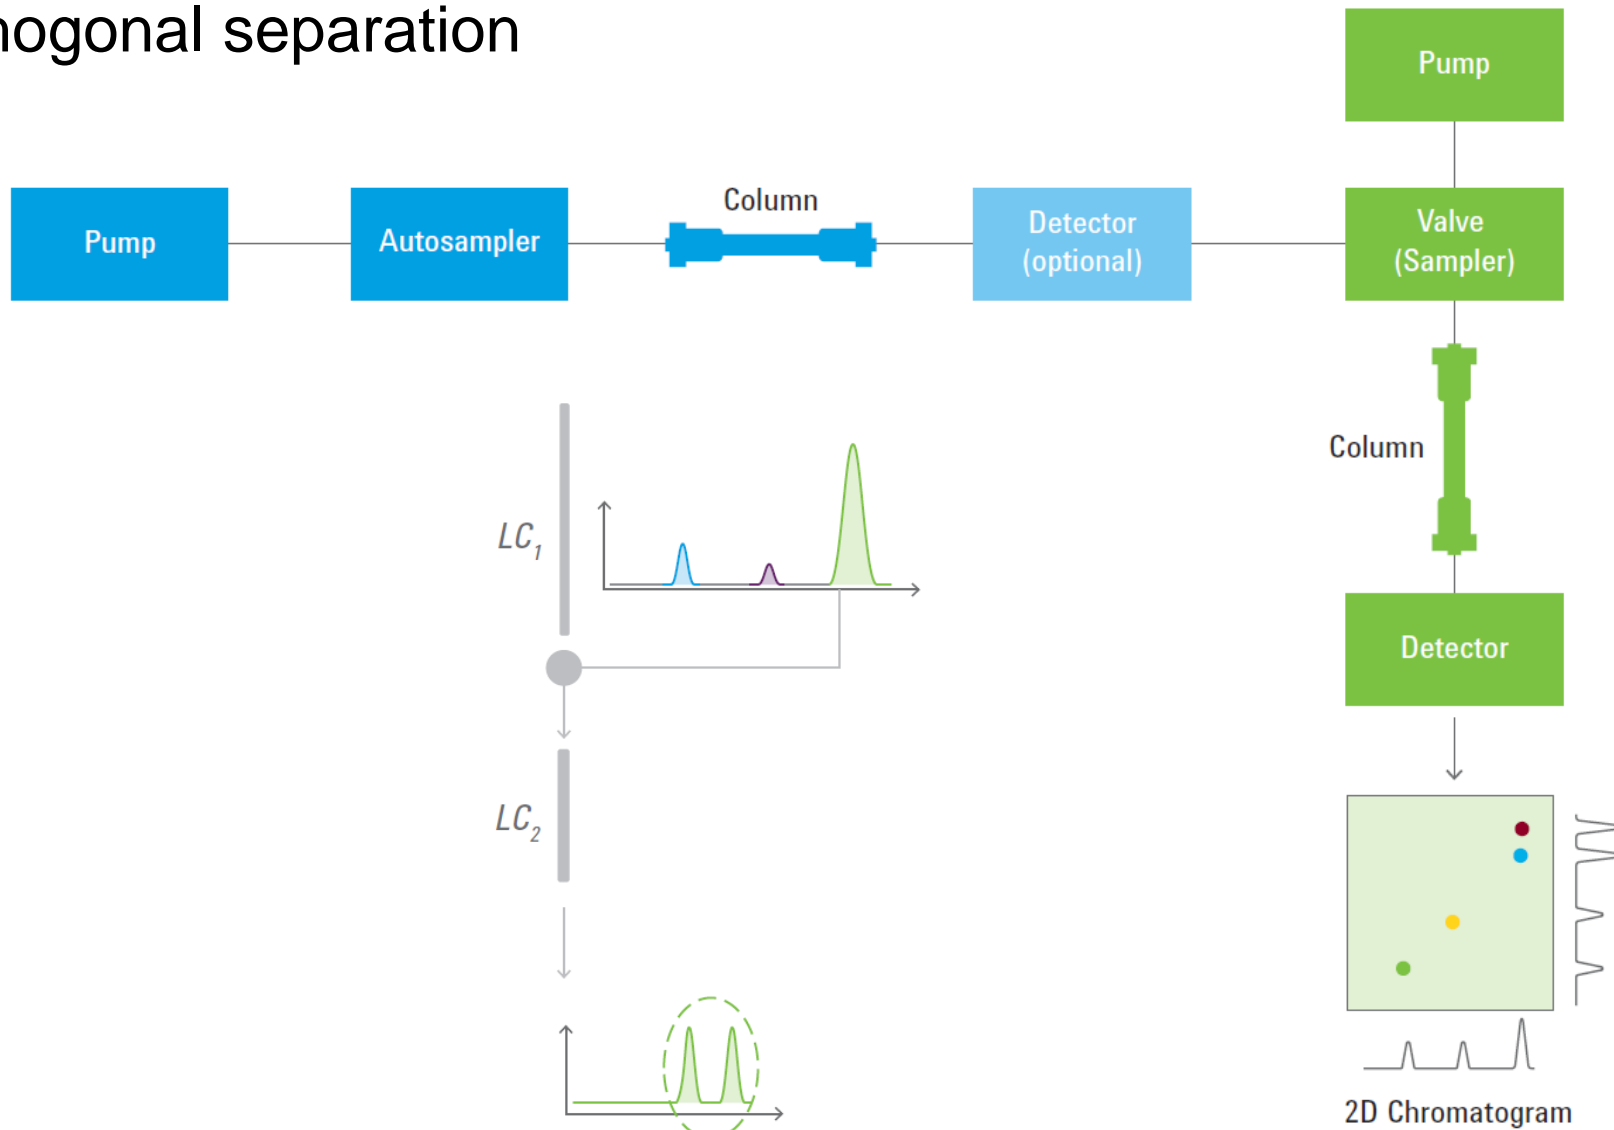 hogonal separation
Pump
Pump
Autosampler
Column
Detector
(optional)
Valve
(Sampler)
Column
LC1
Detector
LC2
2D Chromatogram